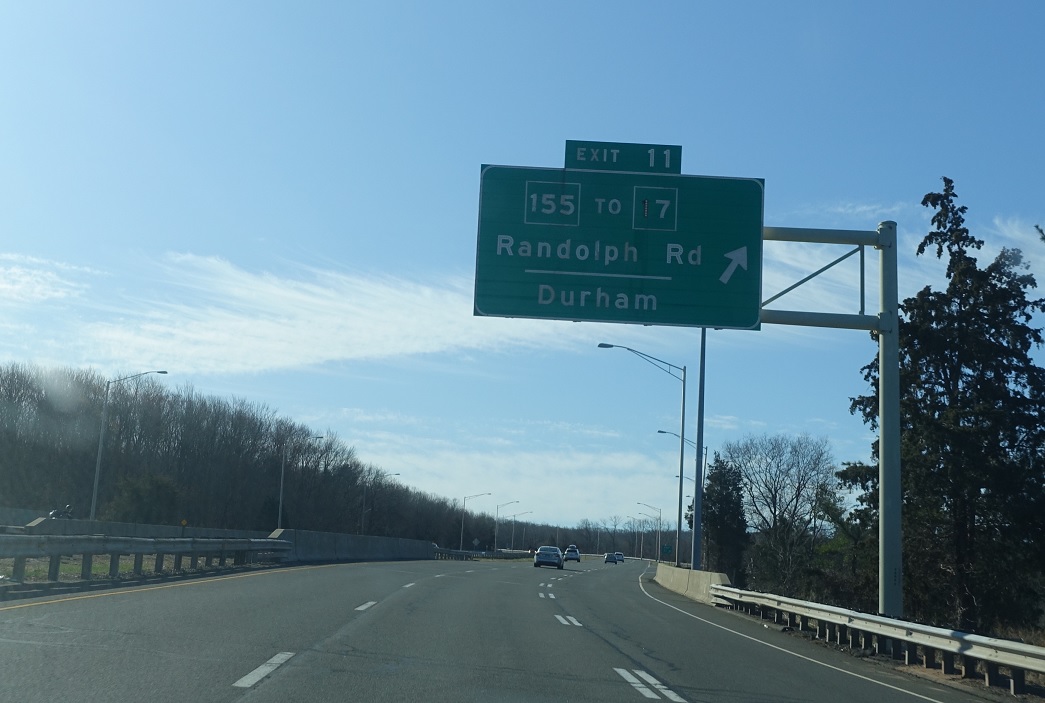 EXIT 11
155 TO 17
Randolph Rd
Durham